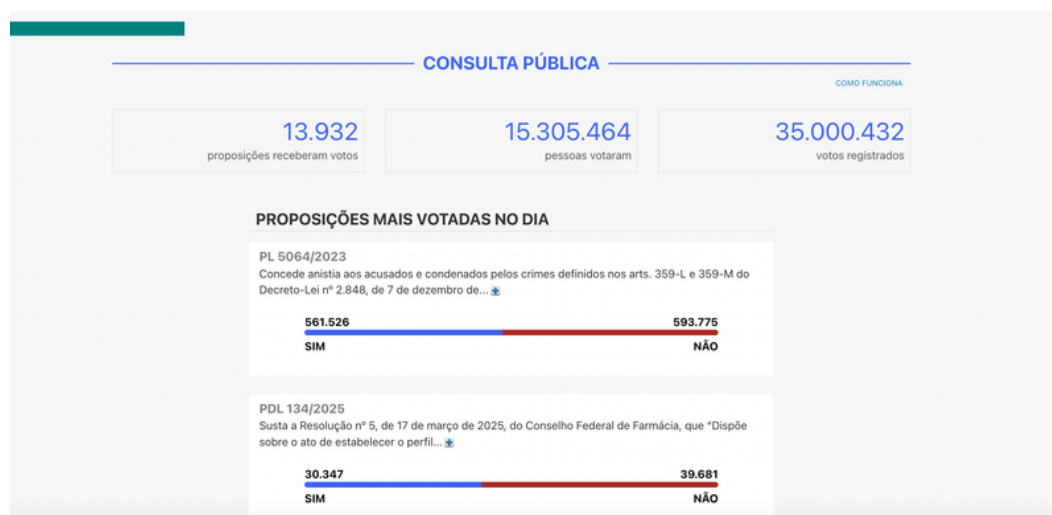 CONSULTA PÚBLICA
COMO FUNCIONA
13.932
proposições receberam votos
15.305.464
pessoas votaram
35.000.432
votos registrados
PROPOSIÇÕES MAIS VOTADAS NO DIA
PL 5064/2023
Concede anistia aos acusados e condenados pelos crimes definidos nos arts. 359-L e 359-M do
Decreto-Lei nº 2.848, de 7 de dezembro de...
561.526 593.775
SIM NÃO
PDL 134/2025
Susta a Resolução nº 5, de 17 de março de 2025, do Conselho Federal de Farmácia, que "Dispõe
sobre o ato de estabelecer o perfil...
30.347 39.681
SIM NÃO